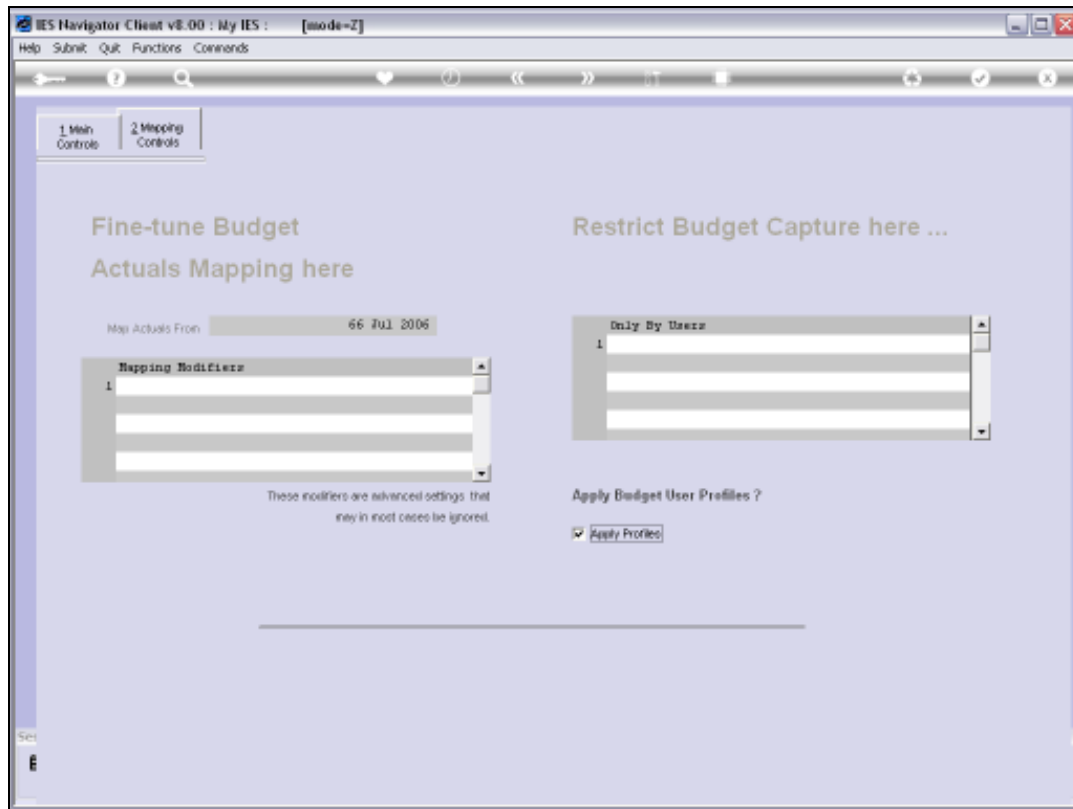 IES Navigator Client v8.00 : My IES : [mode=Z]
Help Submit Quit Functions Commands
1 Main
Controls
2 Mapping
Controls
Fine-tune Budget
Actuals Mapping here
Map Actuals From 66 Jul 2006
Mapping Modifiers
1
These modifiers are advanced settings that
may in most cases be ignored.
Restrict Budget Capture here ...
Only By Users
1
Apply Budget User Profiles ?
Apply Profiles